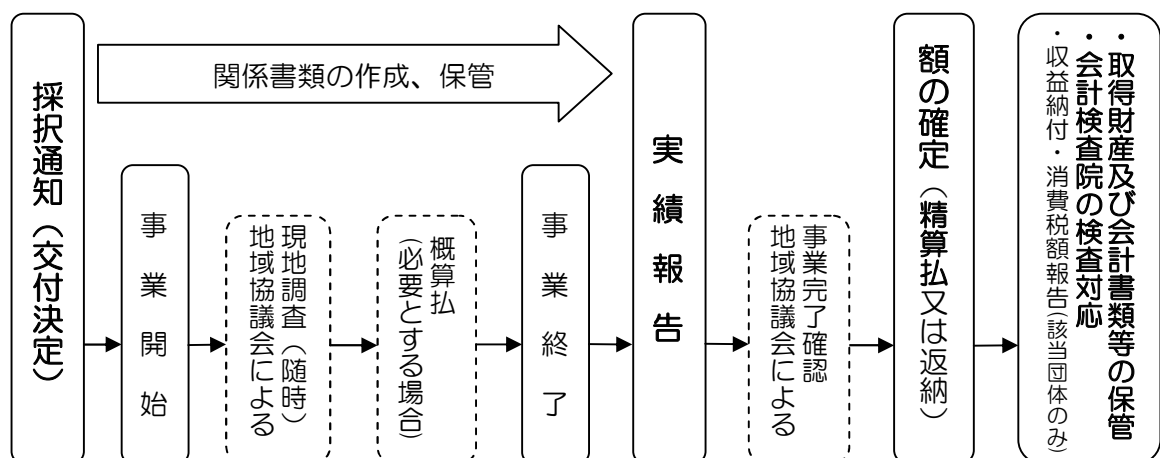 採択通知（交付決定）
関係書類の作成、保管
事業開始
地域協議会による
現地調査（随時）
概算払
（必要とする場合）
事業終了
実績報告
地域協議会による
事業完了確認
額の確定（精算払又は返納）
・取得財産及び会計書類等の保管
・会計検査院の検査対応
・収益納付・消費税額報告（該当団体のみ）